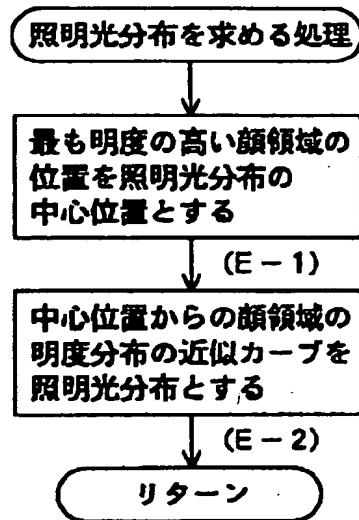 照明光分布を求める処理
最も明度の高い顔領域の
位置を照明光分布の
中心位置とする
(E-1)
中心位置からの顔領域の
明度分布の近似カーブを
照明光分布とする
(E-2)
リターン